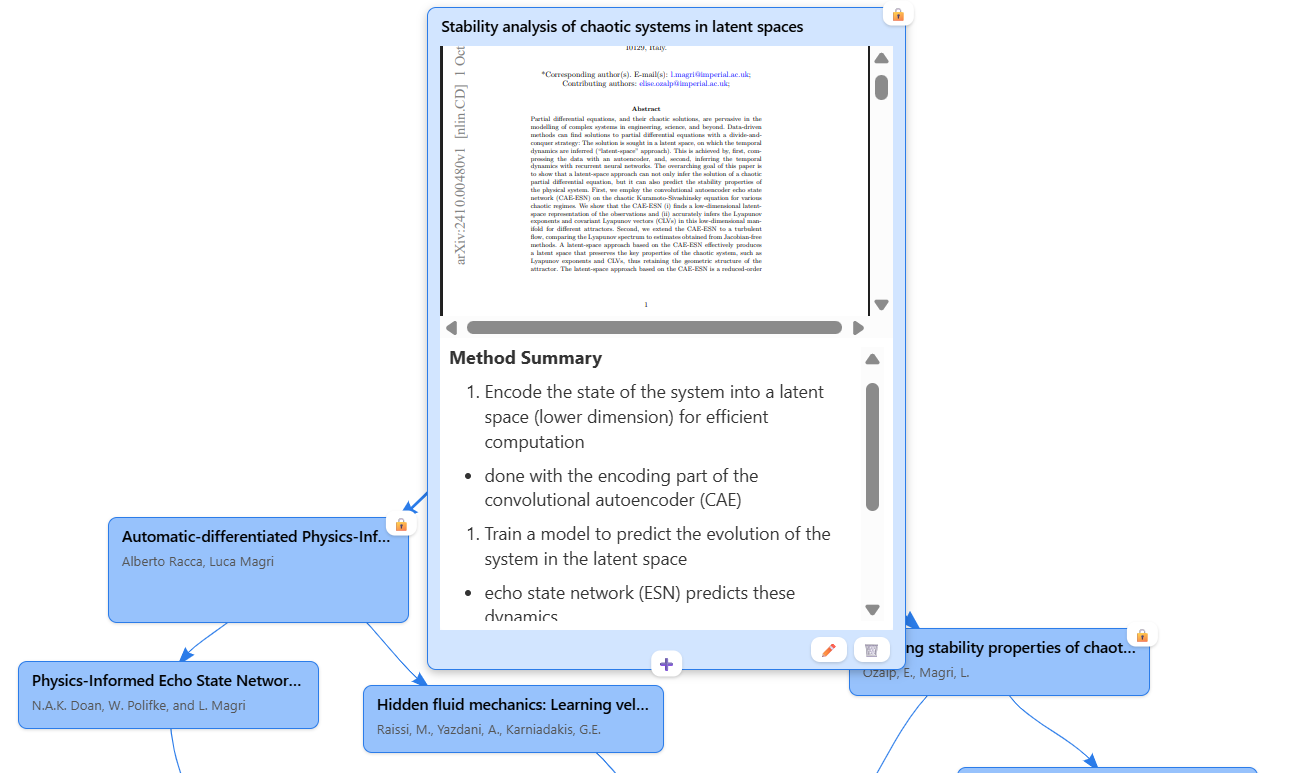 Stability analysis of chaotic systems in latent spaces
10129, Italy.
*Corresponding author(s). E-mail(s): l.magri@imperial.ac.uk;
Contributing authors: elise.ozalp@imperial.ac.uk;
Abstract
Partial differential equations, and their chaotic solutions, are pervasive in the
modelling of complex systems in engineering, science, and beyond. Data-driven
methods can find solutions to partial differential equations with a divide-and-
conquer strategy: The solution is sought in a latent space, on which the temporal
dynamics are inferred ("latent-space" approach). This is achieved by, first, com-
pressing the data with an autoencoder, and, second, inferring the temporal
dynamics with recurrent neural networks. The overarching goal of this paper is
to show that a latent-space approach can not only infer the solution of a chaotic
partial differential equation, but it can also predict the stability properties of
the physical system. First, we employ the convolutional autoencoder echo state
network (CAE-ESN) on the chaotic Kuramoto-Sivashinsky equation for various
chaotic regimes. We show that the CAE-ESN (i) finds a low-dimensional latent-
space representation of the observations and (ii) accurately infers the Lyapunov
exponents and covariant Lyapunov vectors (CLVs) in this low-dimensional man-
ifold for different attractors. Second, we extend the CAE-ESN to a turbulent
flow, comparing the Lyapunov spectrum to estimates obtained from Jacobian-free
methods. A latent-space approach based on the CAE-ESN effectively produces
a latent space that preserves the key properties of the chaotic system, such as
Lyapunov exponents and CLVs, thus retaining the geometric structure of the
attractor. The latent-space approach based on the CAE-ESN is a reduced-order
1
arXiv:2410.00480v1 [nlin.CD] 1 Oct
Method Summary
1. Encode the state of the system into a latent
space (lower dimension) for efficient
computation
• done with the encoding part of the
convolutional autoencoder (CAE)
1. Train a model to predict the evolution of the
system in the latent space
• echo state network (ESN) predicts these
dynamics
Automatic-differentiated Physics-Inf...
Alberto Racca, Luca Magri
ng stability properties of chaot...
Ozalp, E., Magri, L.
Physics-Informed Echo State Networ...
N.A.K. Doan, W. Polifke, and L. Magri
Hidden fluid mechanics: Learning vel...
Raissi, M., Yazdani, A., Karniadakis, G.E.